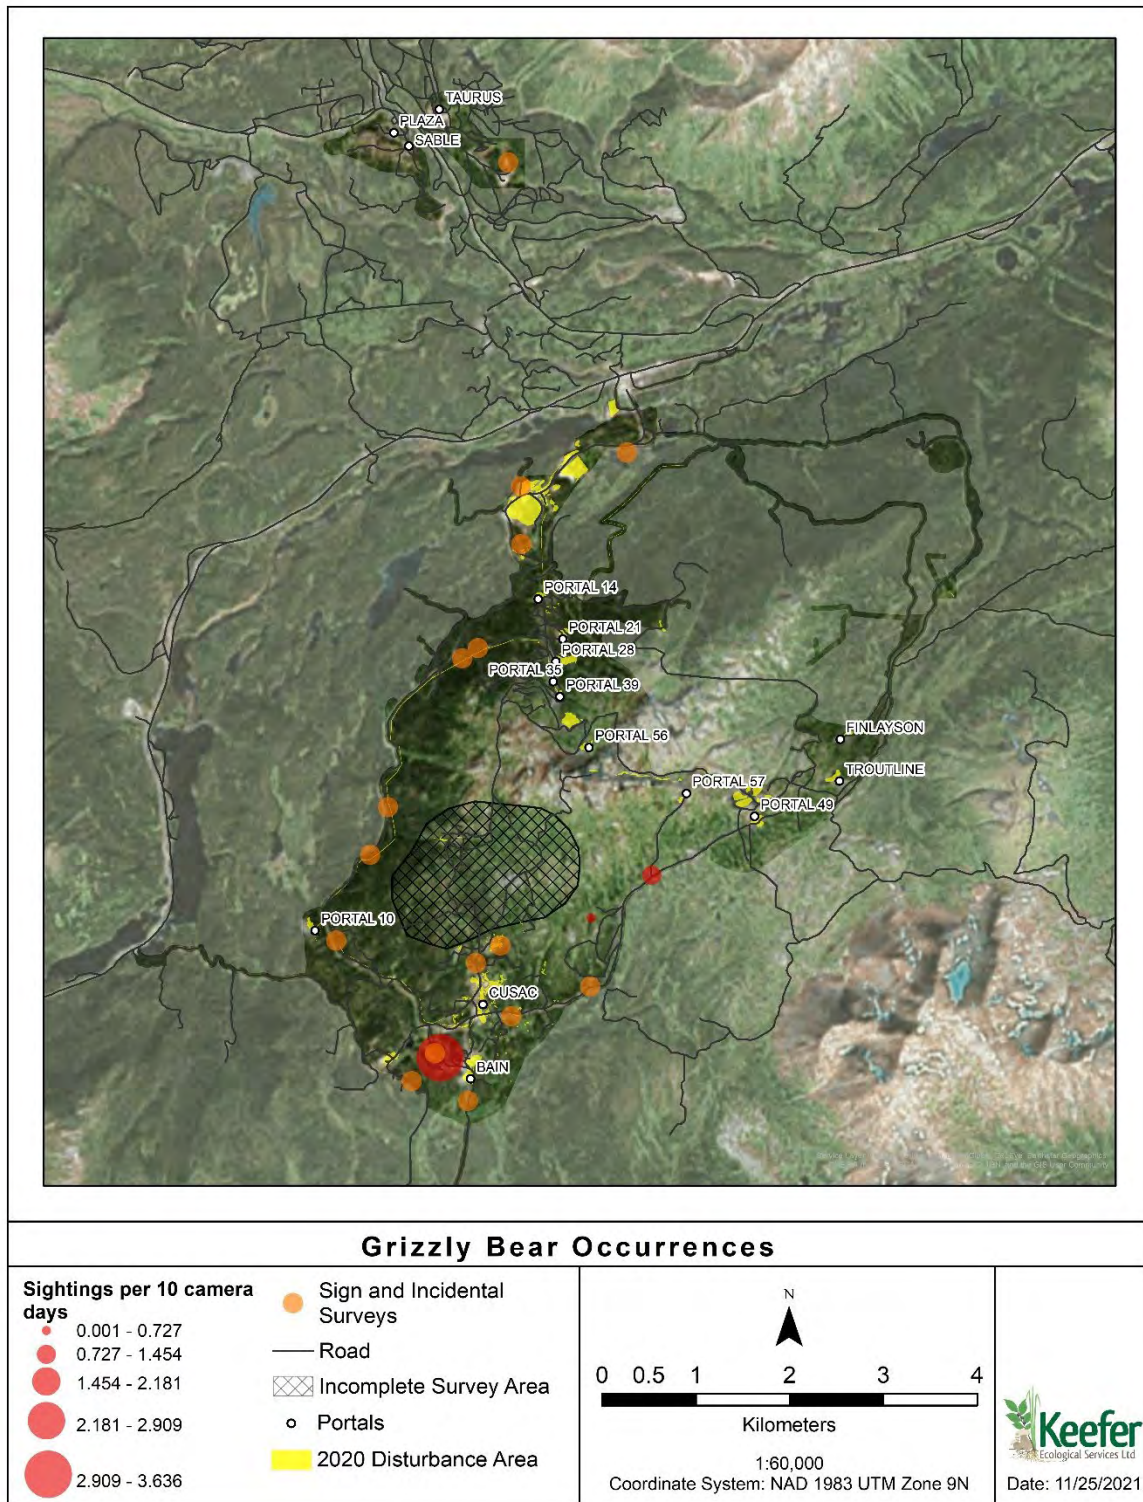 TAURUS
PLAZA
SABLE
PORTAL 14
PORTAL 21
PORTAL 28
PORTAL 35
PORTAL 39
PORTAL 56
FINLAYSON
TROUTLINE
PORTAL 57
PORTAL 49
PORTAL 10
CUSAC
BAIN
Grizzly Bear Occurrences
Sightings per 10 camera
days
0.001 - 0.727
0.727 - 1.454
1.454 - 2.181
2.181 - 2.909
2.909 - 3.636
Sign and Incidental
Surveys
Road
Incomplete Survey Area
Portals
2020 Disturbance Area
N
0 0.5 1 2 3 4
Kilometers
1:60,000
Coordinate System: NAD 1983 UTM Zone 9N
Keefer
Ecological Services Ltd
Date: 11/25/2021